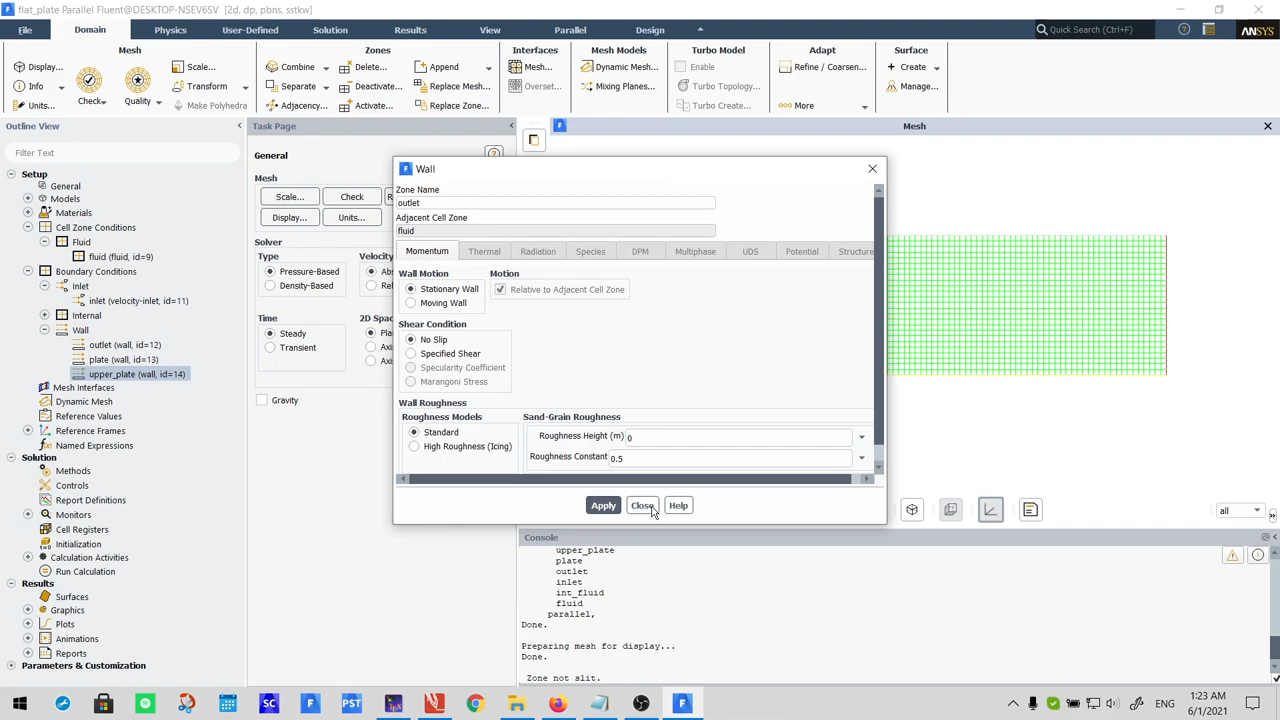 flat_plate Parallel Fluent@DESKTOP-NSEV6SV [2d, dp, pbns, sstkw]
File Domain Physics User-Defined Solution Results View Parallel Design Quick Search (Ctrl+F) ANSYS
Mesh Zones Interfaces Mesh Models Turbo Model Adapt Surface
Display... Scale... Combine Delete... Append Mesh... Dynamic Mesh... Enable Refine / Coarsen... Create
Info Check Quality Transform Separate Deactivate... Replace Mesh... Overset... Mixing Planes... Turbo Topology... Manage...
Units... Make Polyhedra Adjacency... Activate... Replace Zone... Turbo Create... More
Outline View
Task Page
Mesh
Filter Text
Setup
General
Models
Materials
Cell Zone Conditions
Fluid
fluid (fluid, id=9)
Boundary Conditions
Inlet
inlet (velocity-inlet, id=11)
Internal
Wall
outlet (wall, id=12)
plate (wall, id=13)
upper_plate (wall, id=14)
Mesh Interfaces
Dynamic Mesh
Reference Values
Reference Frames
Named Expressions
Solution
Methods
Controls
Report Definitions
Monitors
Cell Registers
Initialization
Calculation Activities
Run Calculation
Results
Surfaces
Graphics
Plots
Animations
Reports
Parameters & Customization
General
Mesh
Scale... Check
Display... Units...
Solver
Type
Pressure-Based
Density-Based
Time
Steady
Transient
2D Spac
Gravity
Wall
Zone Name
outlet
Adjacent Cell Zone
fluid
Momentum Thermal Radiation Species DPM Multiphase UDS Potential Structure
Wall Motion Motion
Stationary Wall Relative to Adjacent Cell Zone
Moving Wall
Shear Condition
No Slip
Specified Shear
Specularity Coefficient
Marangoni Stress
Wall Roughness
Roughness Models Sand-Grain Roughness
Standard Roughness Height (m) 0
High Roughness (Icing) Roughness Constant 0.5
Apply Close Help
all
Console
upper_plate
plate
outlet
inlet
int_fluid
fluid
parallel,
Done.
Preparing mesh for display...
Done.
Zone not slit.
SC F PST
ENG
1:23 AM
6/1/2021